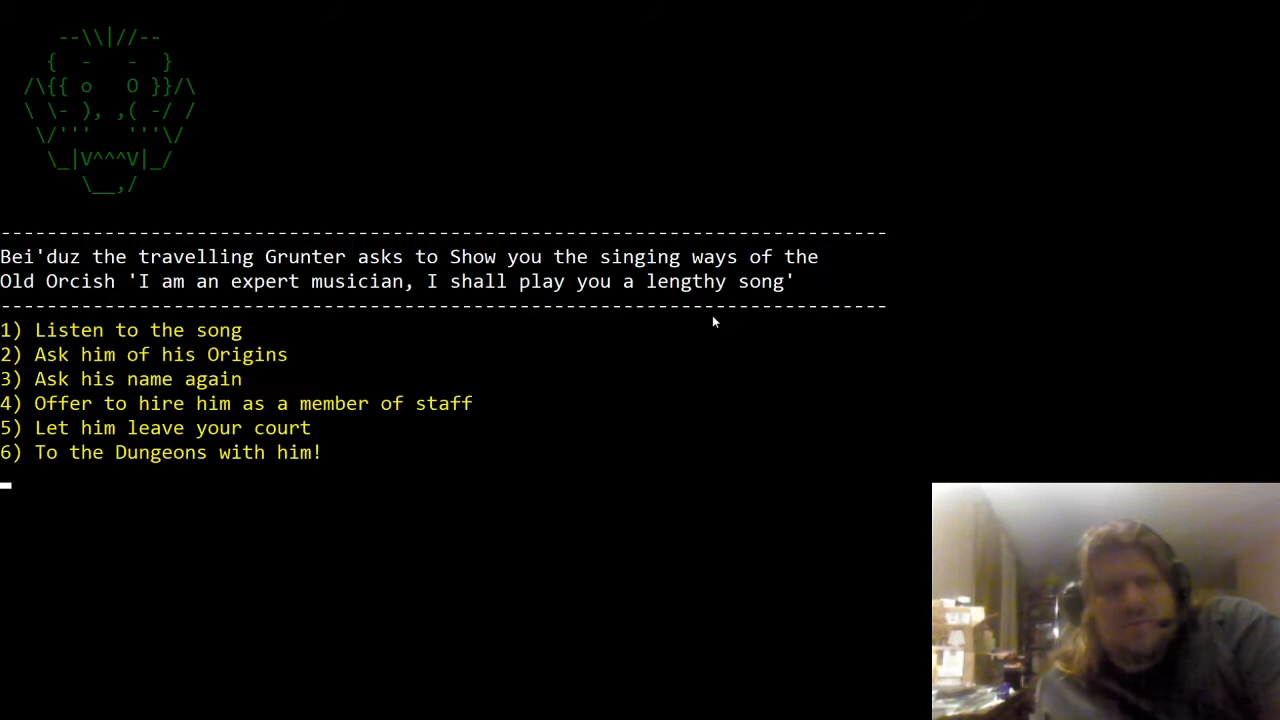 Bei'duz the travelling Grunter asks to Show you the singing ways of the
Old Orcish 'I am an expert musician, I shall play you a lengthy song'
1) Listen to the song
2) Ask him of his Origins
3) Ask his name again
4) Offer to hire him as a member of staff
5) Let him leave your court
6) To the Dungeons with him!